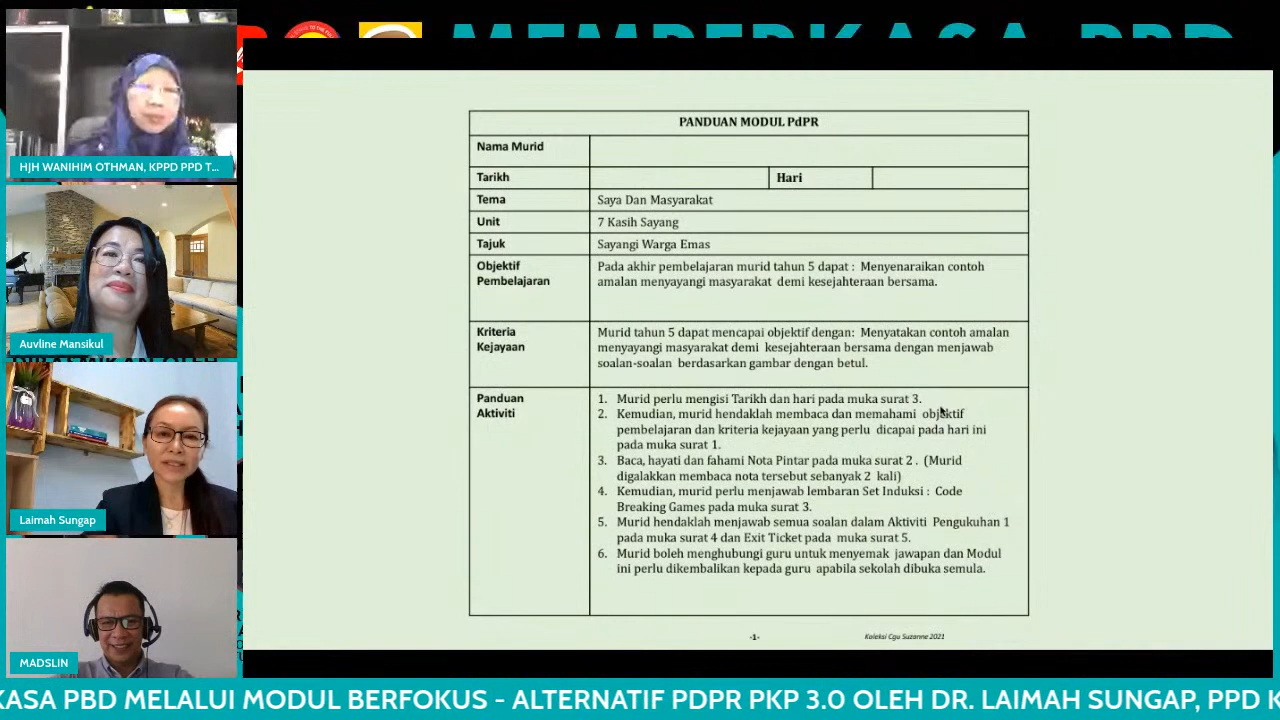 MEMPERKASA PBD
HJH WANIHIM OTHMAN, KPPD PPD T...
Auvline Mansikul
Laimah Sungap
MADSLIN
PANDUAN MODUL PdPR
Nama Murid
Tarikh
Hari
Tema
Saya Dan Masyarakat
Unit
7 Kasih Sayang
Tajuk
Sayangi Warga Emas
Objektif
Pembelajaran
Pada akhir pembelajaran murid tahun 5 dapat : Menyenaraikan contoh
amalan menyayangi masyarakat demi kesejahteraan bersama.
Kriteria
Kejayaan
Murid tahun 5 dapat mencapai objektif dengan: Menyatakan contoh amalan
menyayangi masyarakat demi kesejahteraan bersama dengan menjawab
soalan-soalan berdasarkan gambar dengan betul.
Panduan
Aktiviti
1. Murid perlu mengisi Tarikh dan hari pada muka surat 3.
2. Kemudian, murid hendaklah membaca dan memahami objektif
pembelajaran dan kriteria kejayaan yang perlu dicapai pada hari ini
pada muka surat 1.
3. Baca, hayati dan fahami Nota Pintar pada muka surat 2 . (Murid
digalakkan membaca nota tersebut sebanyak 2 kali)
4. Kemudian, murid perlu menjawab lembaran Set Induksi : Code
Breaking Games pada muka surat 3.
5. Murid hendaklah menjawab semua soalan dalam Aktiviti Pengukuhan 1
pada muka surat 4 dan Exit Ticket pada muka surat 5.
6. Murid boleh menghubungi guru untuk menyemak jawapan dan Modul
ini perlu dikembalikan kepada guru apabila sekolah dibuka semula.
-1-
Koleksi Cgu Suzanne 2021
KASA PBD MELALUI MODUL BERFOKUS - ALTERNATIF PDPR PKP 3.0 OLEH DR. LAIMAH SUNGAP, PPD K